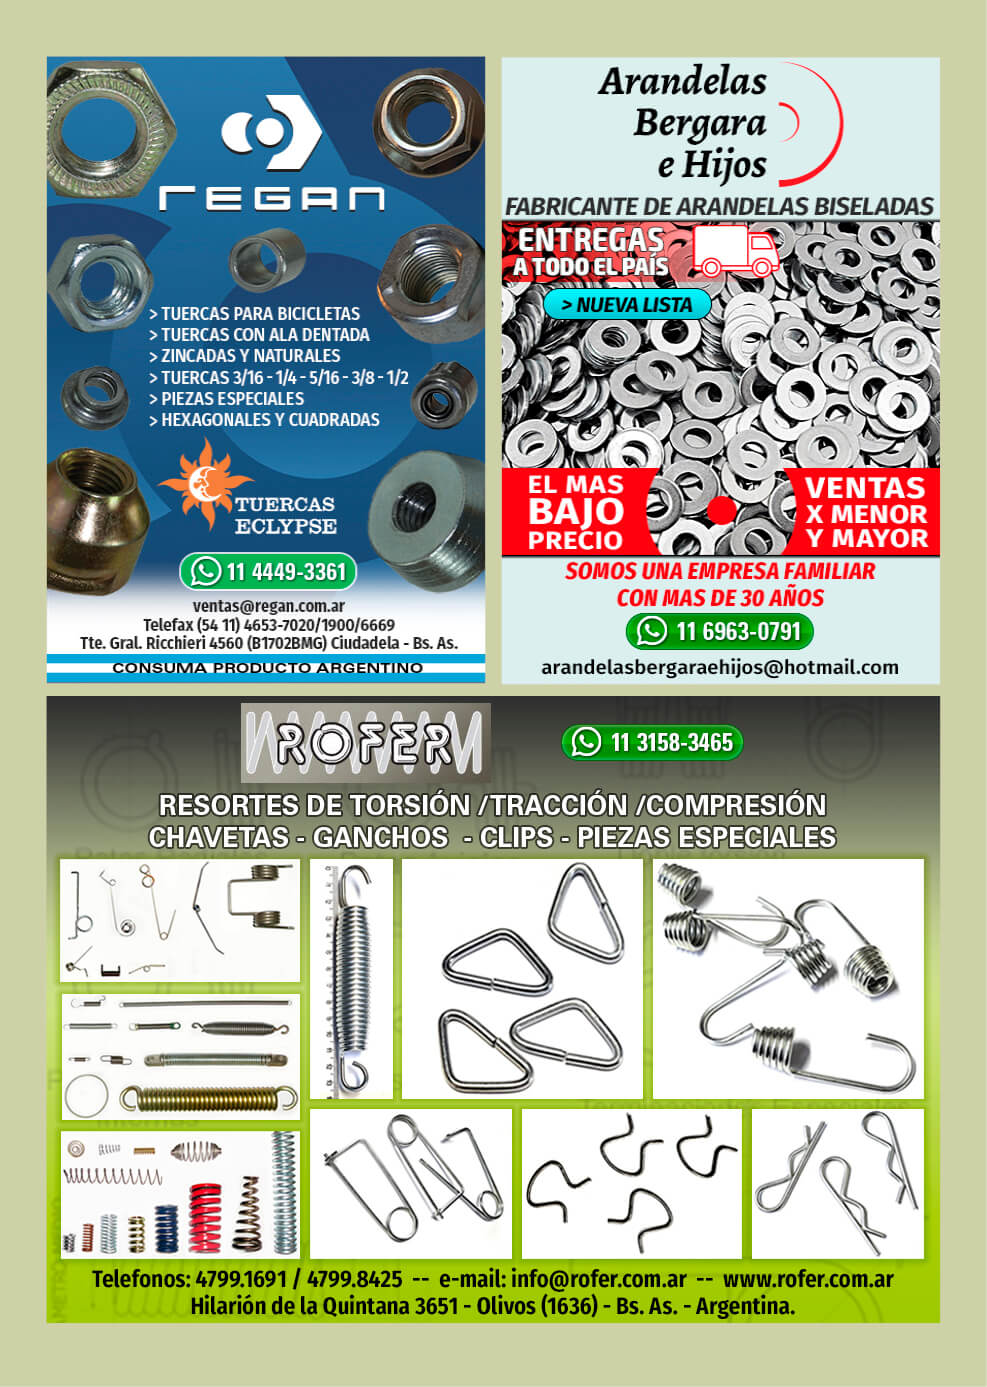 REGAN
> TUERCAS PARA BICICLETAS
> TUERCAS CON ALA DENTADA
> ZINCADAS Y NATURALES
> TUERCAS 3/16 - 1/4 - 5/16 - 3/8 - 1/2
> PIEZAS ESPECIALES
> HEXAGONALES Y CUADRADAS
TUERCAS
ECLYPSE
11 4449-3361
ventas@regan.com.ar
Telefax (54 11) 4653-7020/1900/6669
Tte. Gral. Ricchieri 4560 (B1702BMG) Ciudadela - Bs. As.
CONSUMA PRODUCTO ARGENTINO
Arandelas
Bergara
e Hijos
FABRICANTE DE ARANDELAS BISELADAS
ENTREGAS
A TODO EL PAÍS
> NUEVA LISTA
EL MAS
BAJO
PRECIO
VENTAS
X MENOR
Y MAYOR
SOMOS UNA EMPRESA FAMILIAR
CON MAS DE 30 AÑOS
11 6963-0791
arandelasbergaraehijos@hotmail.com
ROFER
11 3158-3465
RESORTES DE TORSIÓN /TRACCIÓN /COMPRESIÓN
CHAVETAS - GANCHOS - CLIPS - PIEZAS ESPECIALES
Telefonos: 4799.1691 / 4799.8425 -- e-mail: info@rofer.com.ar -- www.rofer.com.ar
Hilarión de la Quintana 3651 - Olivos (1636) - Bs. As. - Argentina.